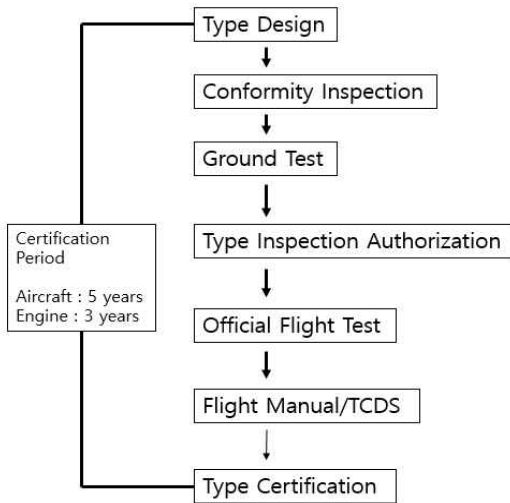 Type Design
Conformity Inspection
Ground Test
Type Inspection Authorization
Certification
Period
Aircraft : 5 years
Engine : 3 years
Official Flight Test
Flight Manual/TCDS
Type Certification